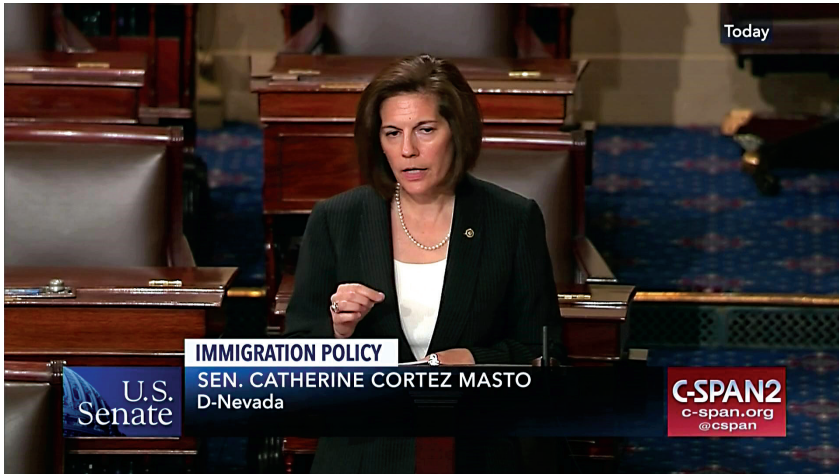 Today
IMMIGRATION POLICY
U.S.
Senate
SEN. CATHERINE CORTEZ MASTO
D-Nevada
C-SPAN2
c-span.org
@cspan